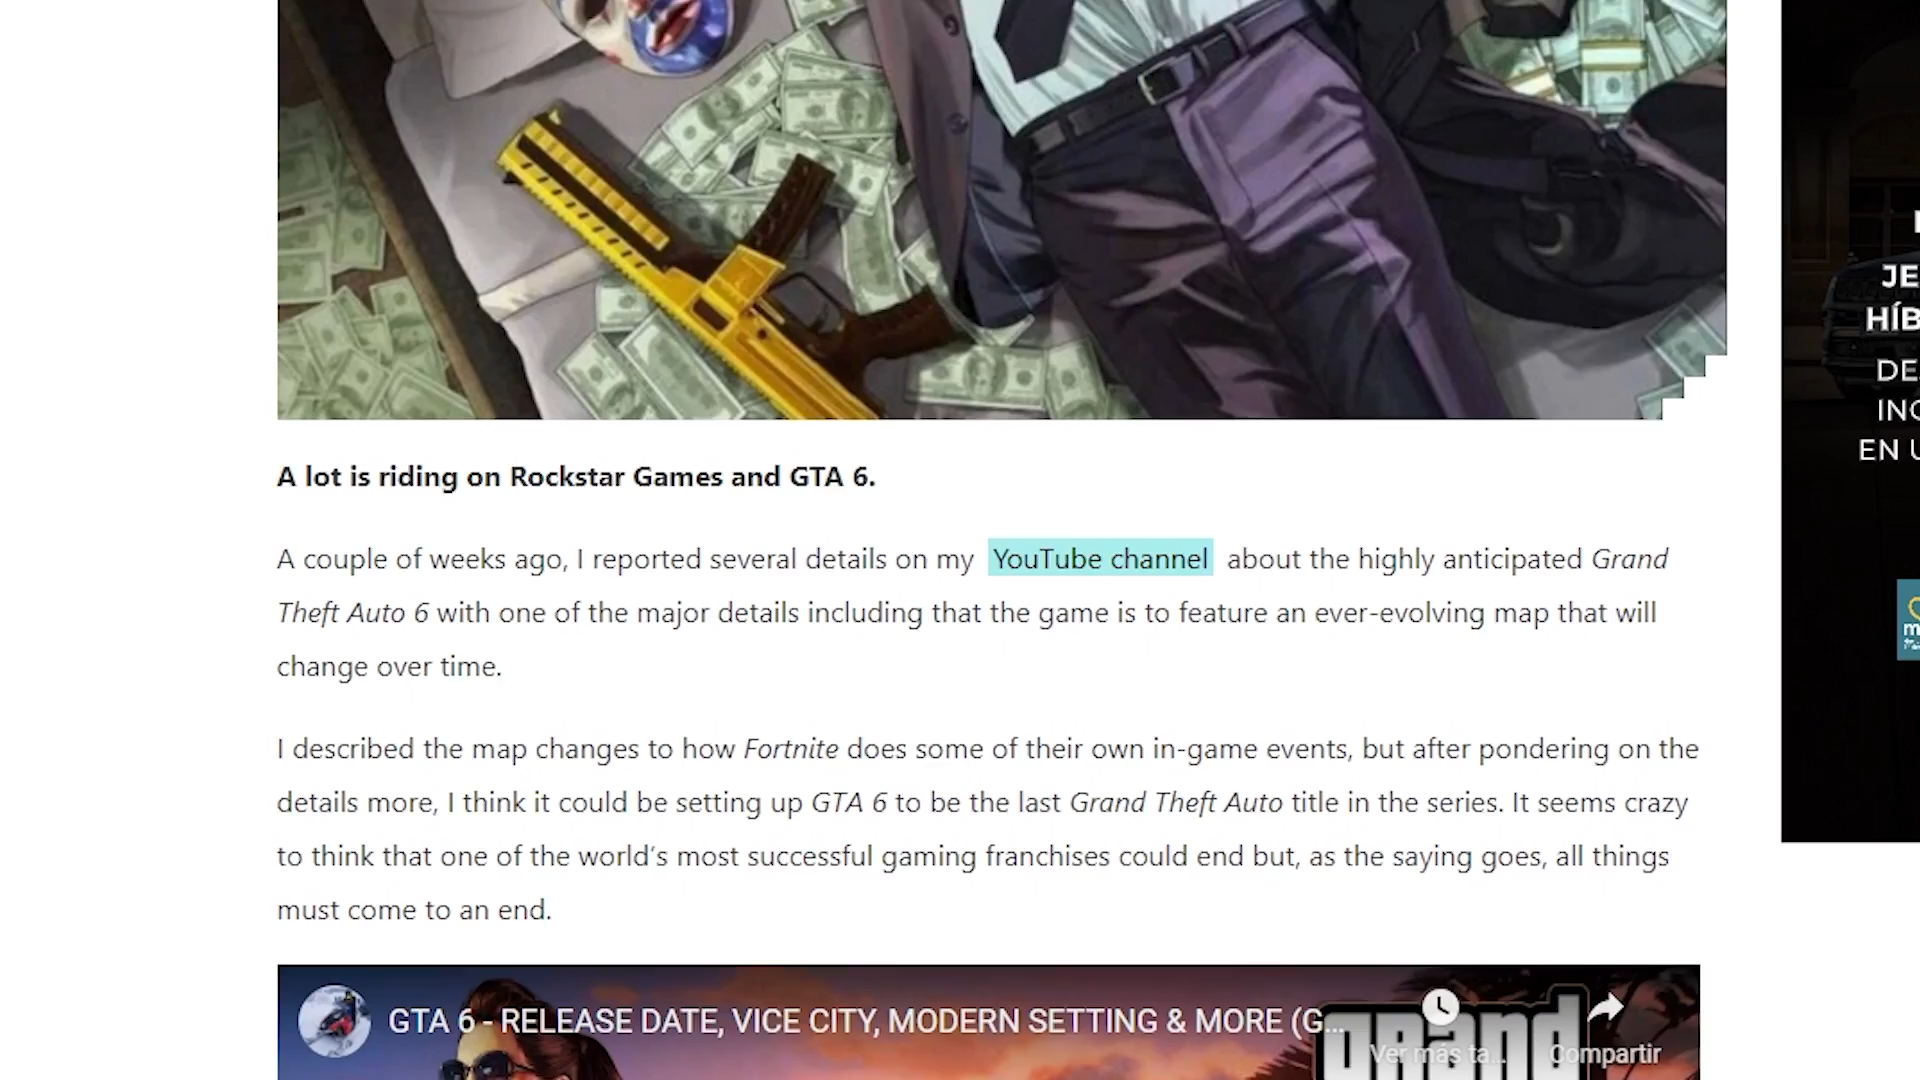 A lot is riding on Rockstar Games and GTA 6.
A couple of weeks ago, I reported several details on my YouTube channel about the highly anticipated Grand
Theft Auto 6 with one of the major details including that the game is to feature an ever-evolving map that will
change over time.
I described the map changes to how Fortnite does some of their own in-game events, but after pondering on the
details more, I think it could be setting up GTA 6 to be the last Grand Theft Auto title in the series. It seems crazy
to think that one of the world's most successful gaming franchises could end but, as the saying goes, all things
must come to an end.
GTA 6 - RELEASE DATE, VICE CITY, MODERN SETTING & MORE (G...
grand
Ver más ta...
Compartir
JE
HÍB
DE
INC
EN U